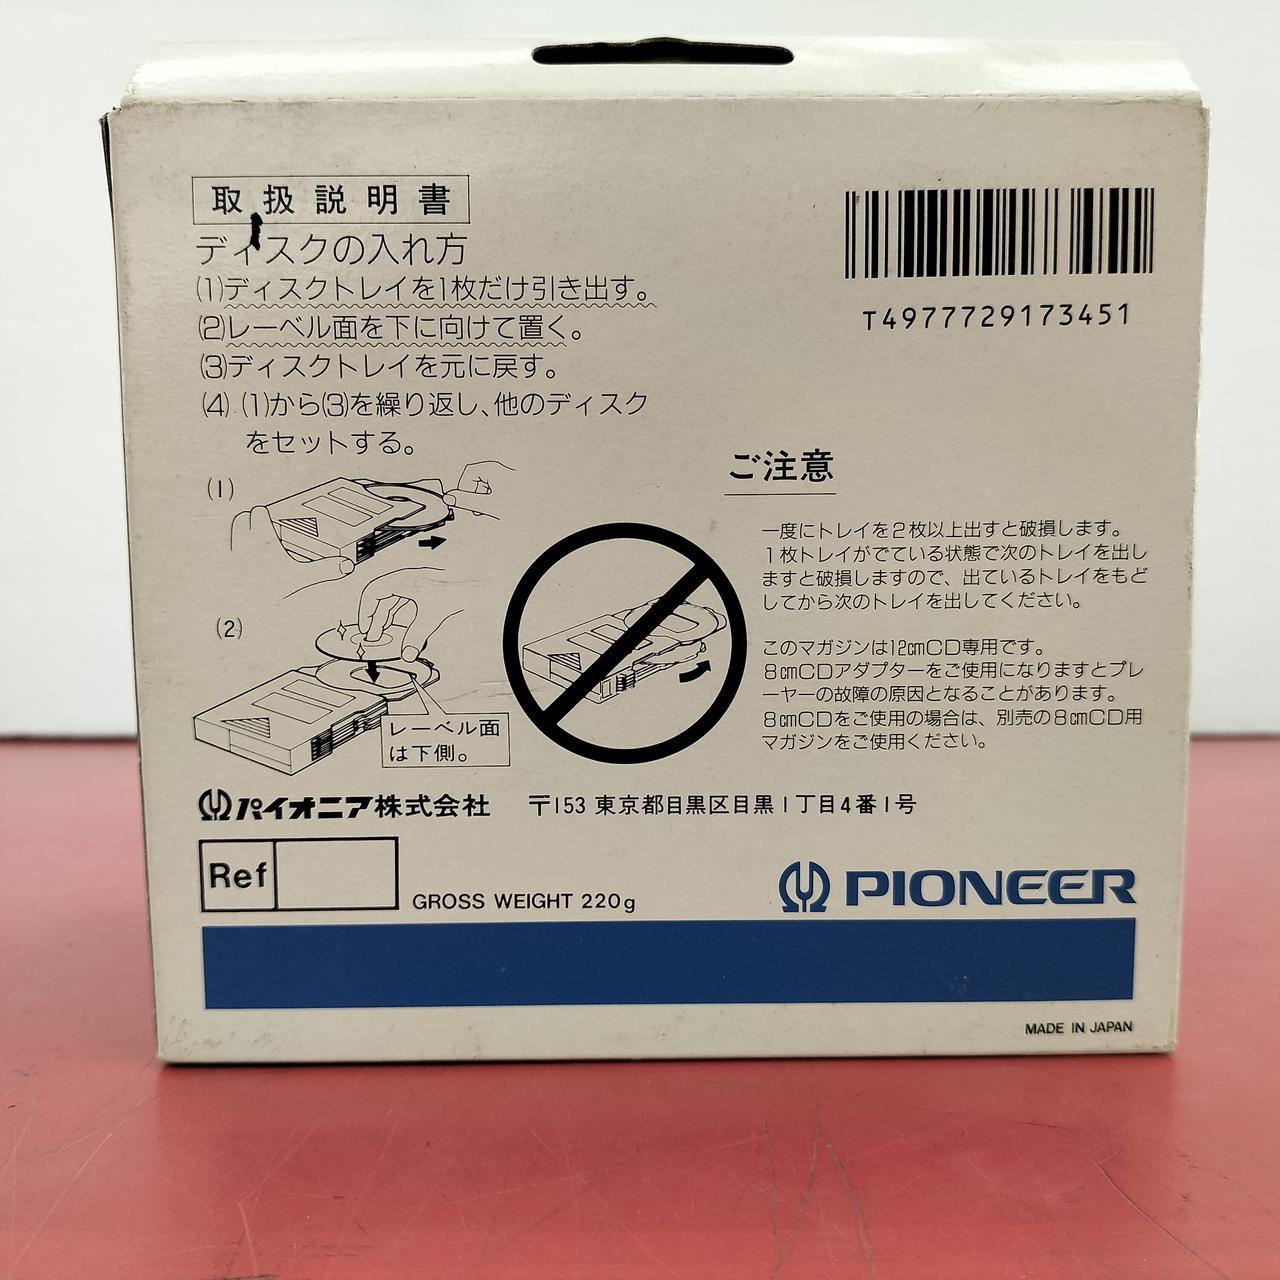 取扱説明書
ディスクの入れ方
(1)ディスクトレイを1枚だけ引き出す。
(2)レーベル面を下に向けて置く。
(3)ディスクトレイを元に戻す。
(4) (1)から(3)を繰り返し、他のディスク
をセットする。
(1)
(2)
レーベル面
は下側。
T4977729173451
ご注意
一度にトレイを2枚以上出すと破損します。
1枚トレイがでている状態で次のトレイを出し
ますと破損しますので、出ているトレイをもど
してから次のトレイを出してください。
このマガジンは12cmCD専用です。
8cmCDアダプターをご使用になりますとプレ
ーヤーの故障の原因となることがあります。
8cmCDをご使用の場合は、別売の8cmCD用
マガジンをご使用ください。
パイオニア株式会社 〒153 東京都目黒区目黒1丁目4番1号
Ref
GROSS WEIGHT 220g
PIONEER
MADE IN JAPAN